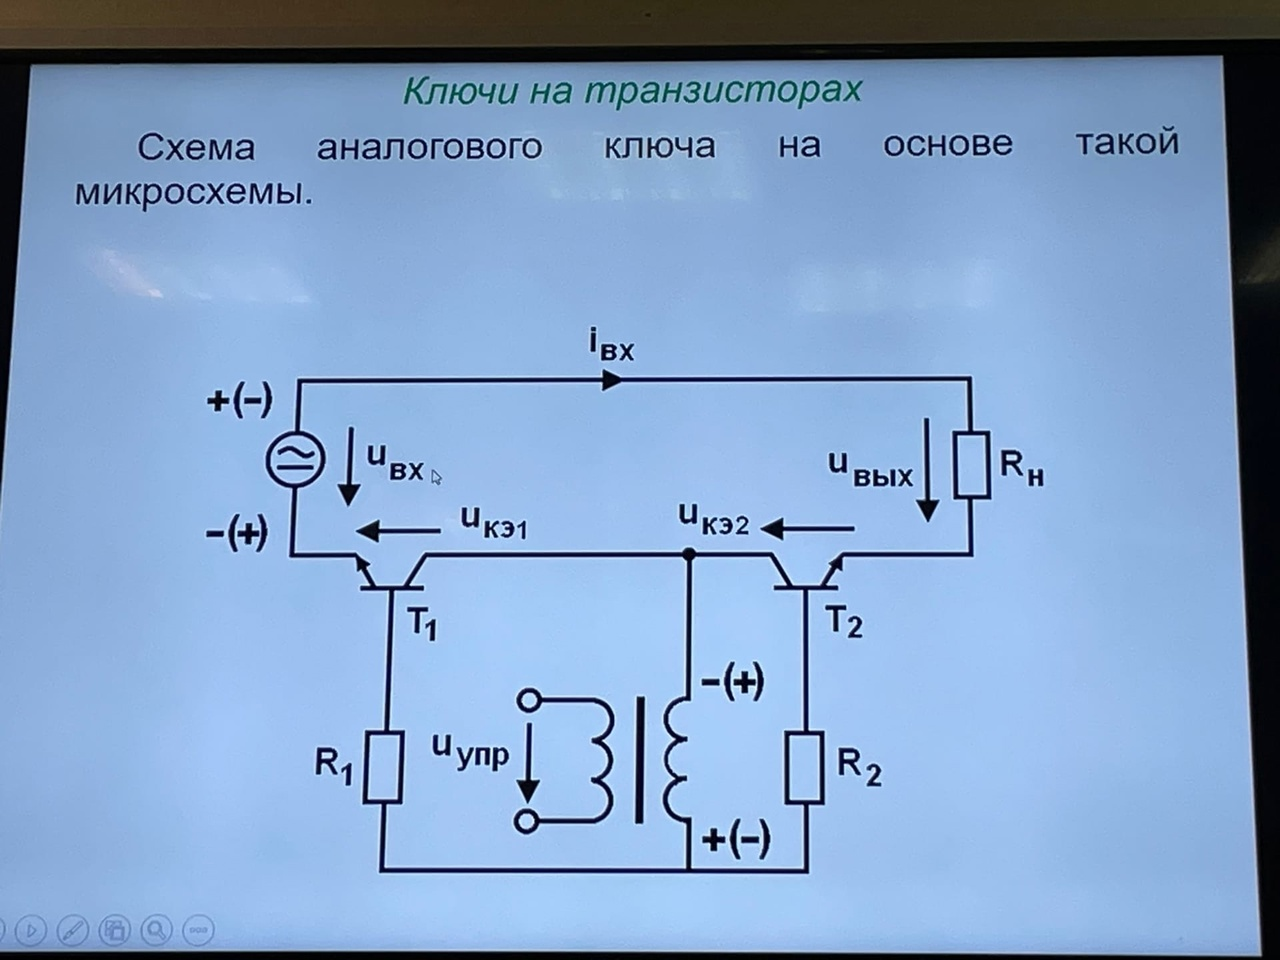 Ключи на транзисторах
Схема аналогового ключа на основе такой
микросхемы.
iвх
+(–)
uвх
uвых
Rн
–(+)
uкэ1
uкэ2
T1
T2
–(+)
R1
uупр
R2
+(–)